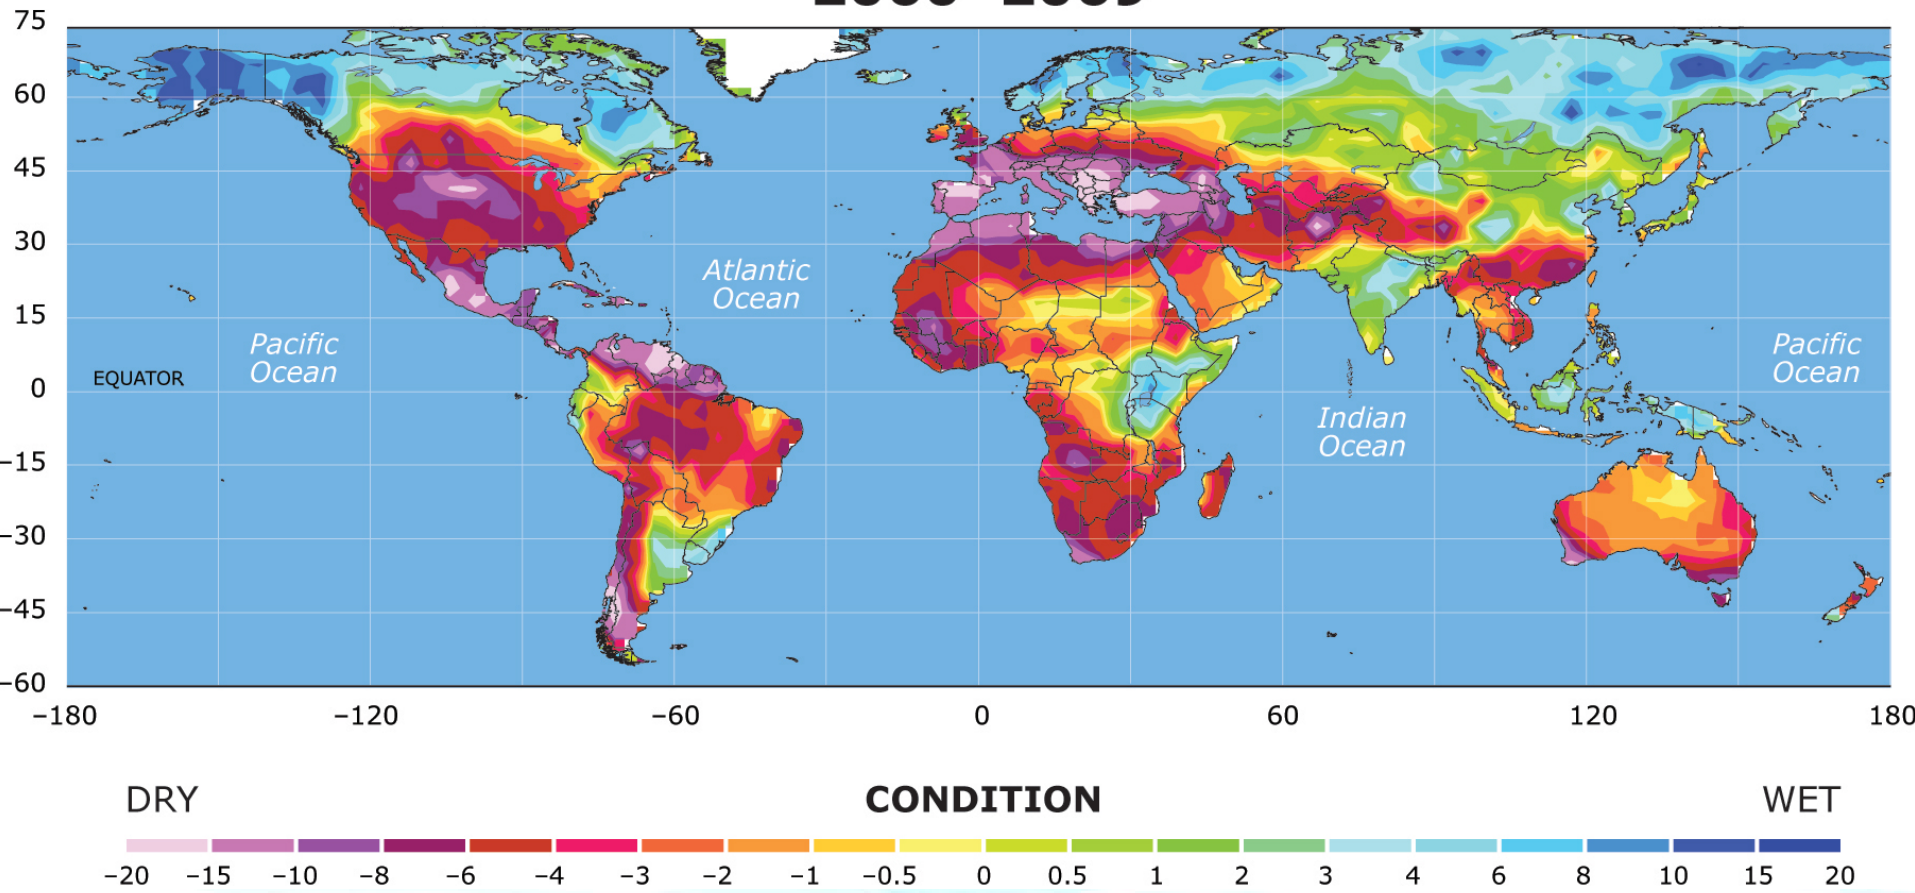 75
60
45
30
15
0
−15
−30
−45
−60
EQUATOR
Pacific
Ocean
Atlantic
Ocean
Indian
Ocean
Pacific
Ocean
−180 −120 −60 0 60 120 180
DRY CONDITION WET
−20 −15 −10 −8 −6 −4 −3 −2 −1 −0.5 0 0.5 1 2 3 4 6 8 10 15 20